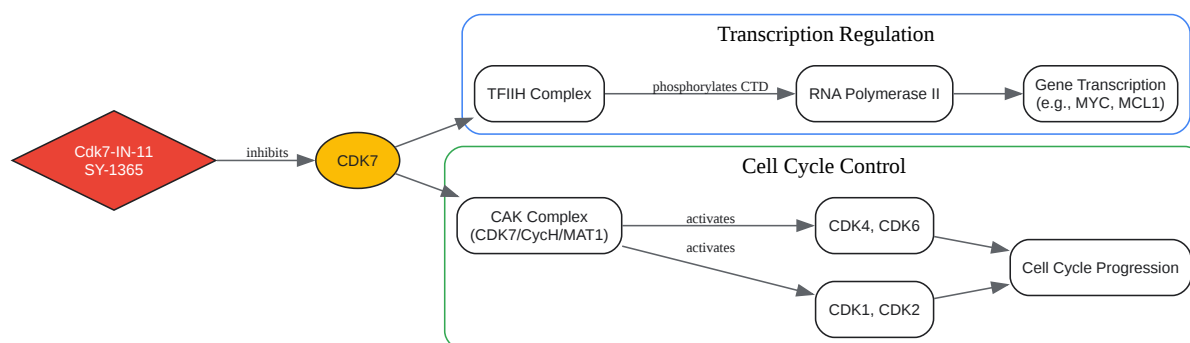 Transcription Regulation
TFIIH Complex
phosphorylates CTD
RNA Polymerase II
Gene Transcription
(e.g., MYC, MCL1)
Cdk7-IN-11
SY-1365
inhibits
CDK7
Cell Cycle Control
CAK Complex
(CDK7/CycH/MAT1)
activates
CDK4, CDK6
activates
CDK1, CDK2
Cell Cycle Progression